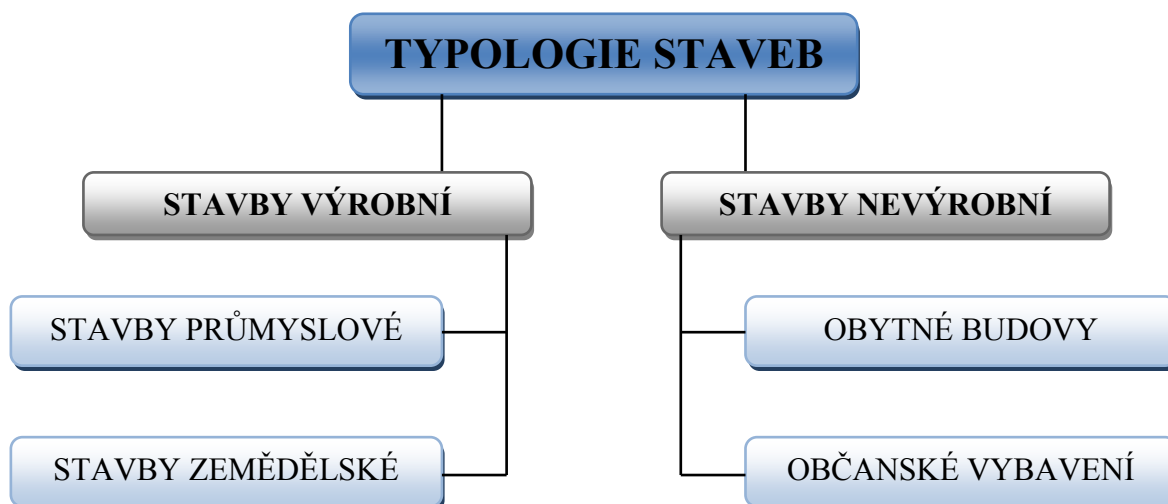 TYPOLOGIE STAVEB
STAVBY VÝROBNÍ
STAVBY NEVÝROBNÍ
STAVBY PRŮMYSLOVÉ
OBYTNÉ BUDOVY
STAVBY ZEMĚDĚLSKÉ
OBČANSKÉ VYBAVENÍ